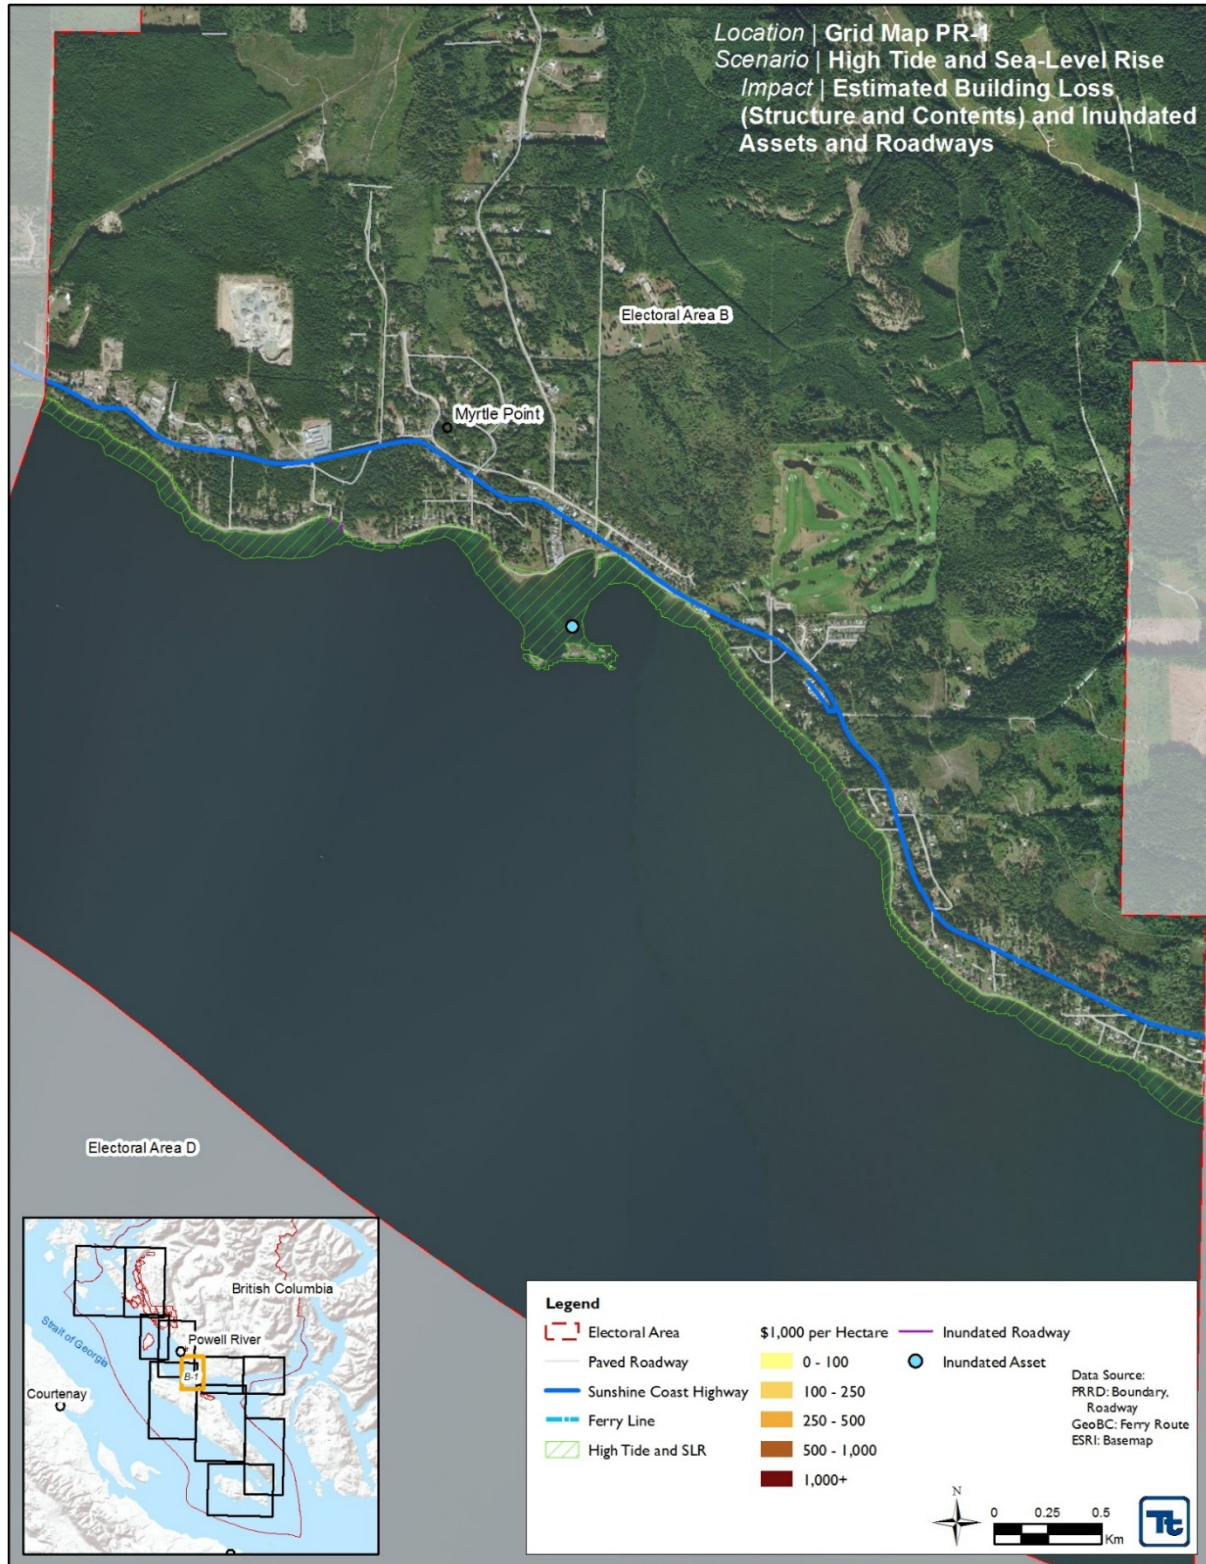 Location | Grid Map PR-1
Scenario | High Tide and Sea-Level Rise
Impact | Estimated Building Loss
(Structure and Contents) and Inundated
Assets and Roadways
Electoral Area B
Myrtle Point
Electoral Area D
British Columbia
Strait of Georgia
Powell River
B-1
Courtenay
Legend
Electoral Area
Paved Roadway
Sunshine Coast Highway
Ferry Line
High Tide and SLR
$1,000 per Hectare
0 - 100
100 - 250
250 - 500
500 - 1,000
1,000+
Inundated Roadway
Inundated Asset
Data Source:
PRRD: Boundary,
Roadway
GeoBC: Ferry Route
ESRI: Basemap
N
0 0.25 0.5
Km
Tt